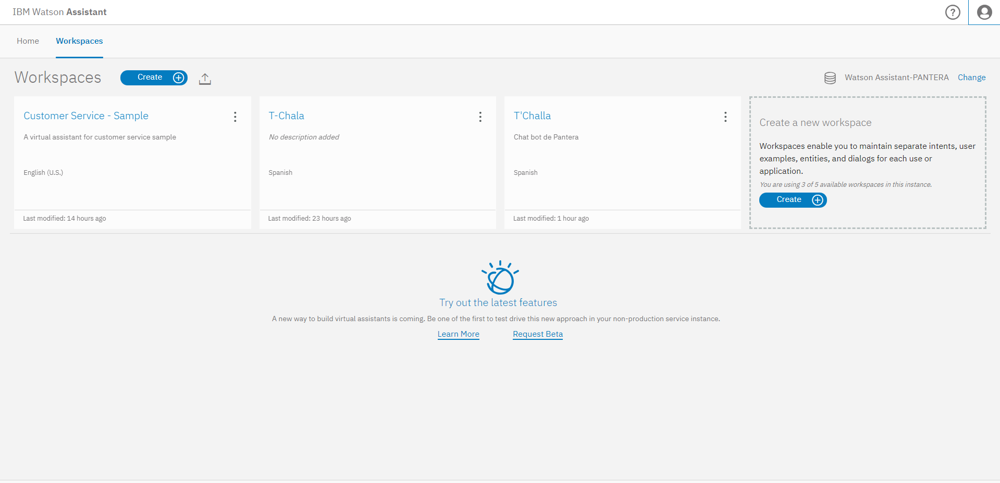 IBM Watson Assistant
Home
Workspaces
Workspaces
Create
Watson Assistant-PANTERA
Change
Customer Service - Sample
A virtual assistant for customer service sample
English (U.S.)
Last modified: 14 hours ago
T-Chala
No description added
Spanish
Last modified: 23 hours ago
T'Challa
Chat bot de Pantera
Spanish
Last modified: 1 hour ago
Create a new workspace
Workspaces enable you to maintain separate intents, user
examples, entities, and dialogs for each use or
application.
You are using 3 of 5 available workspaces in this instance.
Create
Try out the latest features
A new way to build virtual assistants is coming. Be one of the first to test drive this new approach in your non-production service instance.
Learn More
Request Beta